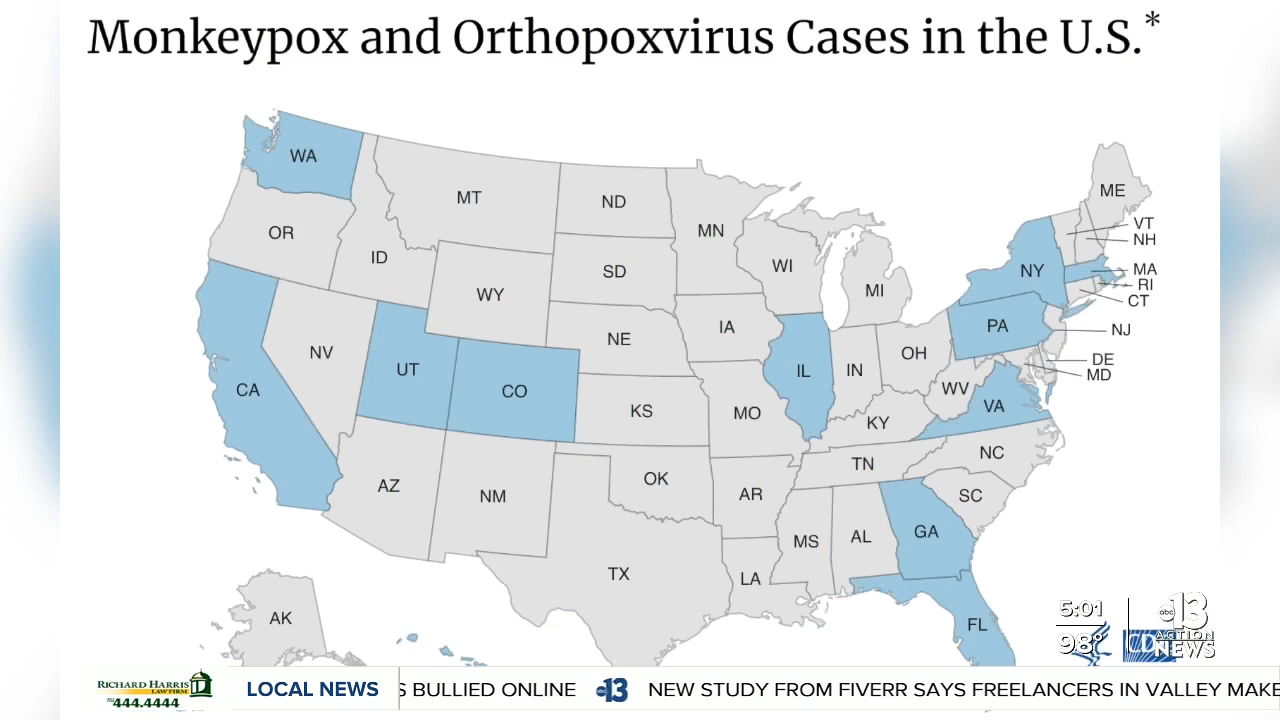 Monkeypox and Orthopoxvirus Cases in the U.S.*
WA
MT
ND
MN
ME
VT
NH
OR
ID
SD
WI
NY
MA
RI
CT
WY
MI
IA
PA
NJ
NV
NE
OH
DE
MD
UT
IL
IN
WV
CA
CO
KS
MO
VA
KY
NC
TN
AZ
NM
OK
AR
SC
GA
MS
AL
TX
LA
AK
FL
5:01
98°
CDC
abc 13
ACTION
NEWS
RICHARD HARRIS
LAW FIRM
702
444.4444
LOCAL NEWS
S BULLIED ONLINE
abc 13
NEW STUDY FROM FIVERR SAYS FREELANCERS IN VALLEY MAKE